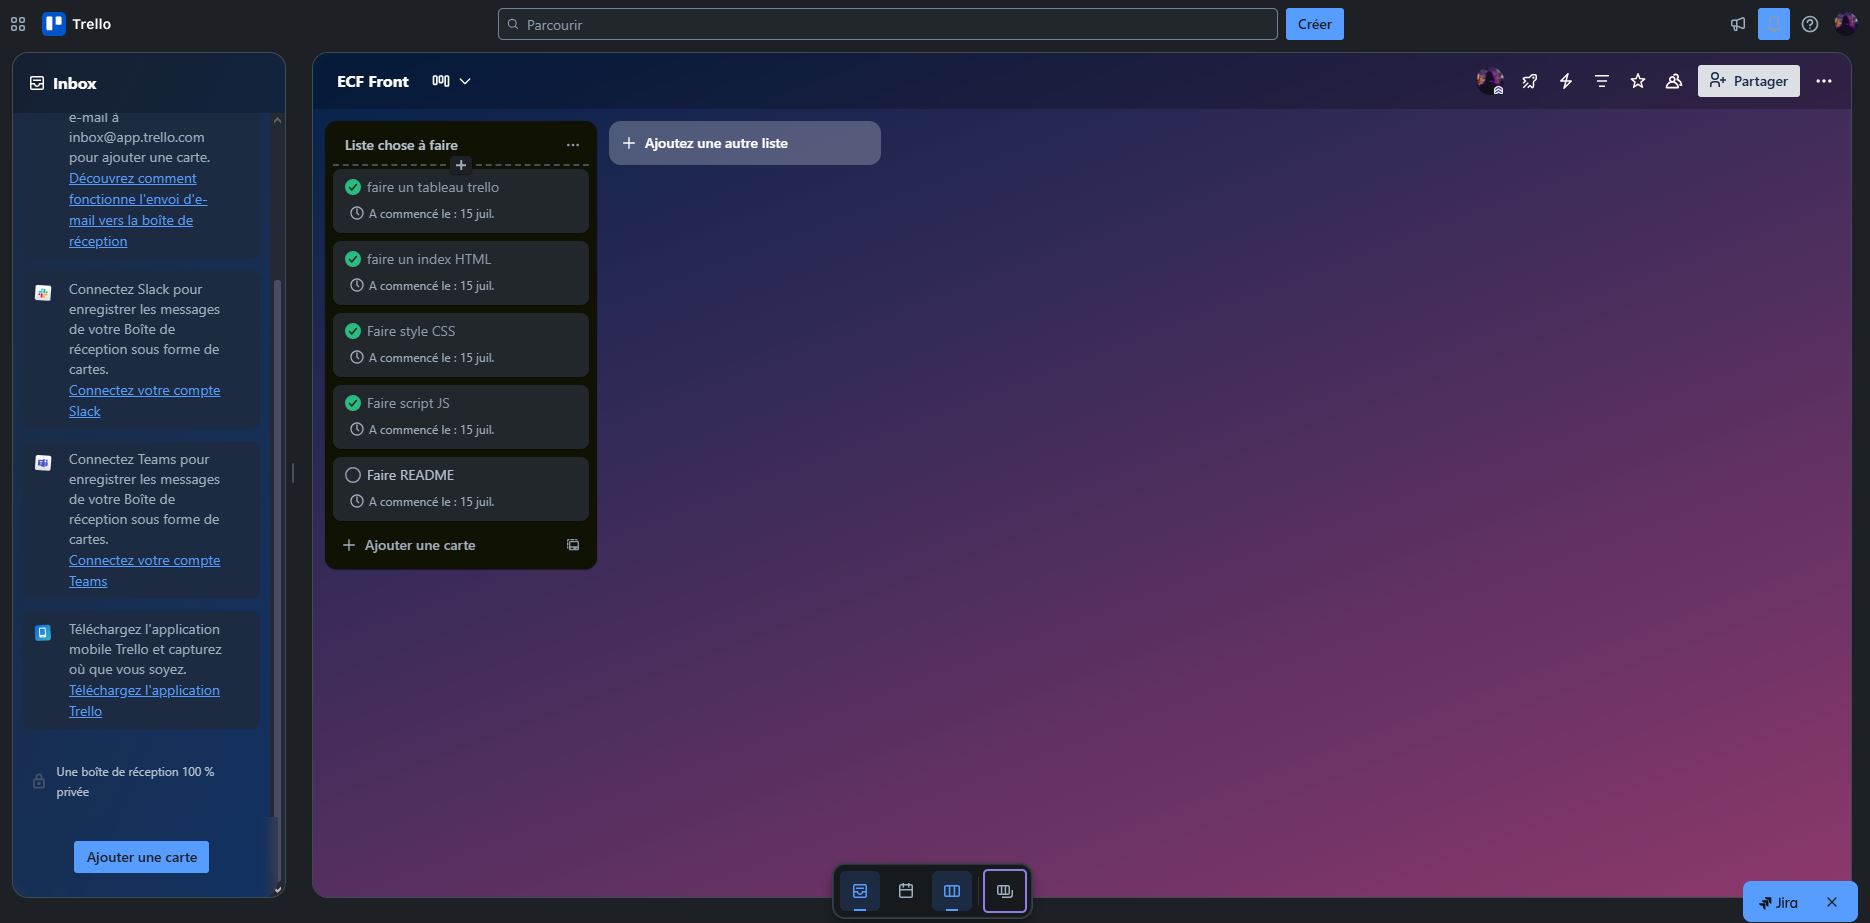 Trello
Parcourir
Créer
Inbox
e-mail à
inbox@app.trello.com
pour ajouter une carte.
Découvrez comment
fonctionne l'envoi d'e-
mail vers la boîte de
réception
Connectez Slack pour
enregistrer les messages
de votre Boîte de
réception sous forme de
cartes.
Connectez votre compte
Slack
Connectez Teams pour
enregistrer les messages
de votre Boîte de
réception sous forme de
cartes.
Connectez votre compte
Teams
Téléchargez l'application
mobile Trello et capturez
où que vous soyez.
Téléchargez l'application
Trello
Une boîte de réception 100 %
privée
Ajouter une carte
ECF Front
Partager
Liste chose à faire
faire un tableau trello
A commencé le : 15 juil.
faire un index HTML
A commencé le : 15 juil.
Faire style CSS
A commencé le : 15 juil.
Faire script JS
A commencé le : 15 juil.
Faire README
A commencé le : 15 juil.
Ajouter une carte
Ajoutez une autre liste
Jira